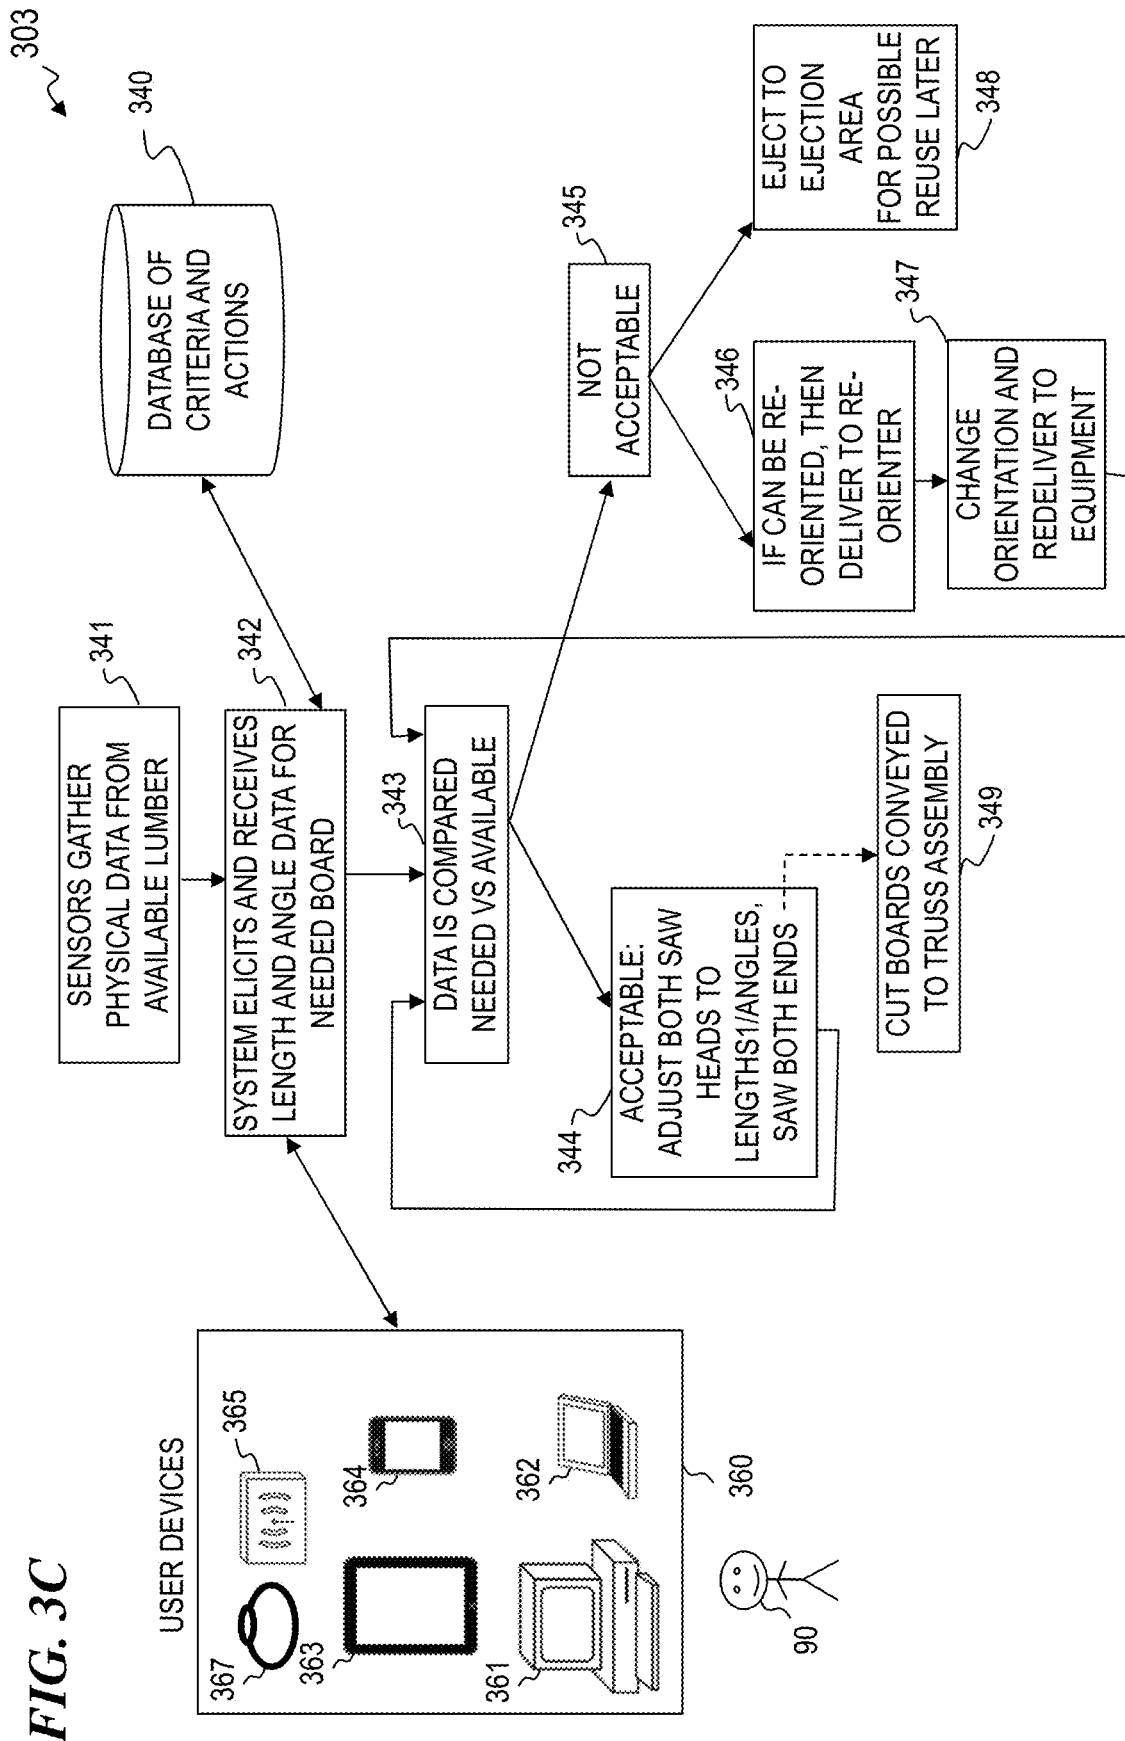 FIG. 3C
303
USER DEVICES
367
365
363
364
361
362
360
90
SENSORS GATHER
PHYSICAL DATA FROM
AVAILABLE LUMBER
341
SYSTEM ELICITS AND RECEIVES
LENGTH AND ANGLE DATA FOR
NEEDED BOARD
342
DATABASE OF
CRITERIA AND
ACTIONS
340
343
DATA IS COMPARED
NEEDED VS AVAILABLE
344
ACCEPTABLE:
ADJUST BOTH SAW
HEADS TO
LENGTHS1/ANGLES,
SAW BOTH ENDS
CUT BOARDS CONVEYED
TO TRUSS ASSEMBLY
349
NOT
ACCEPTABLE
345
346
IF CAN BE RE-
ORIENTED, THEN
DELIVER TO RE-
ORIENTER
347
CHANGE
ORIENTATION AND
REDELIVER TO
EQUIPMENT
EJECT TO
EJECTION
AREA
FOR POSSIBLE
REUSE LATER
348